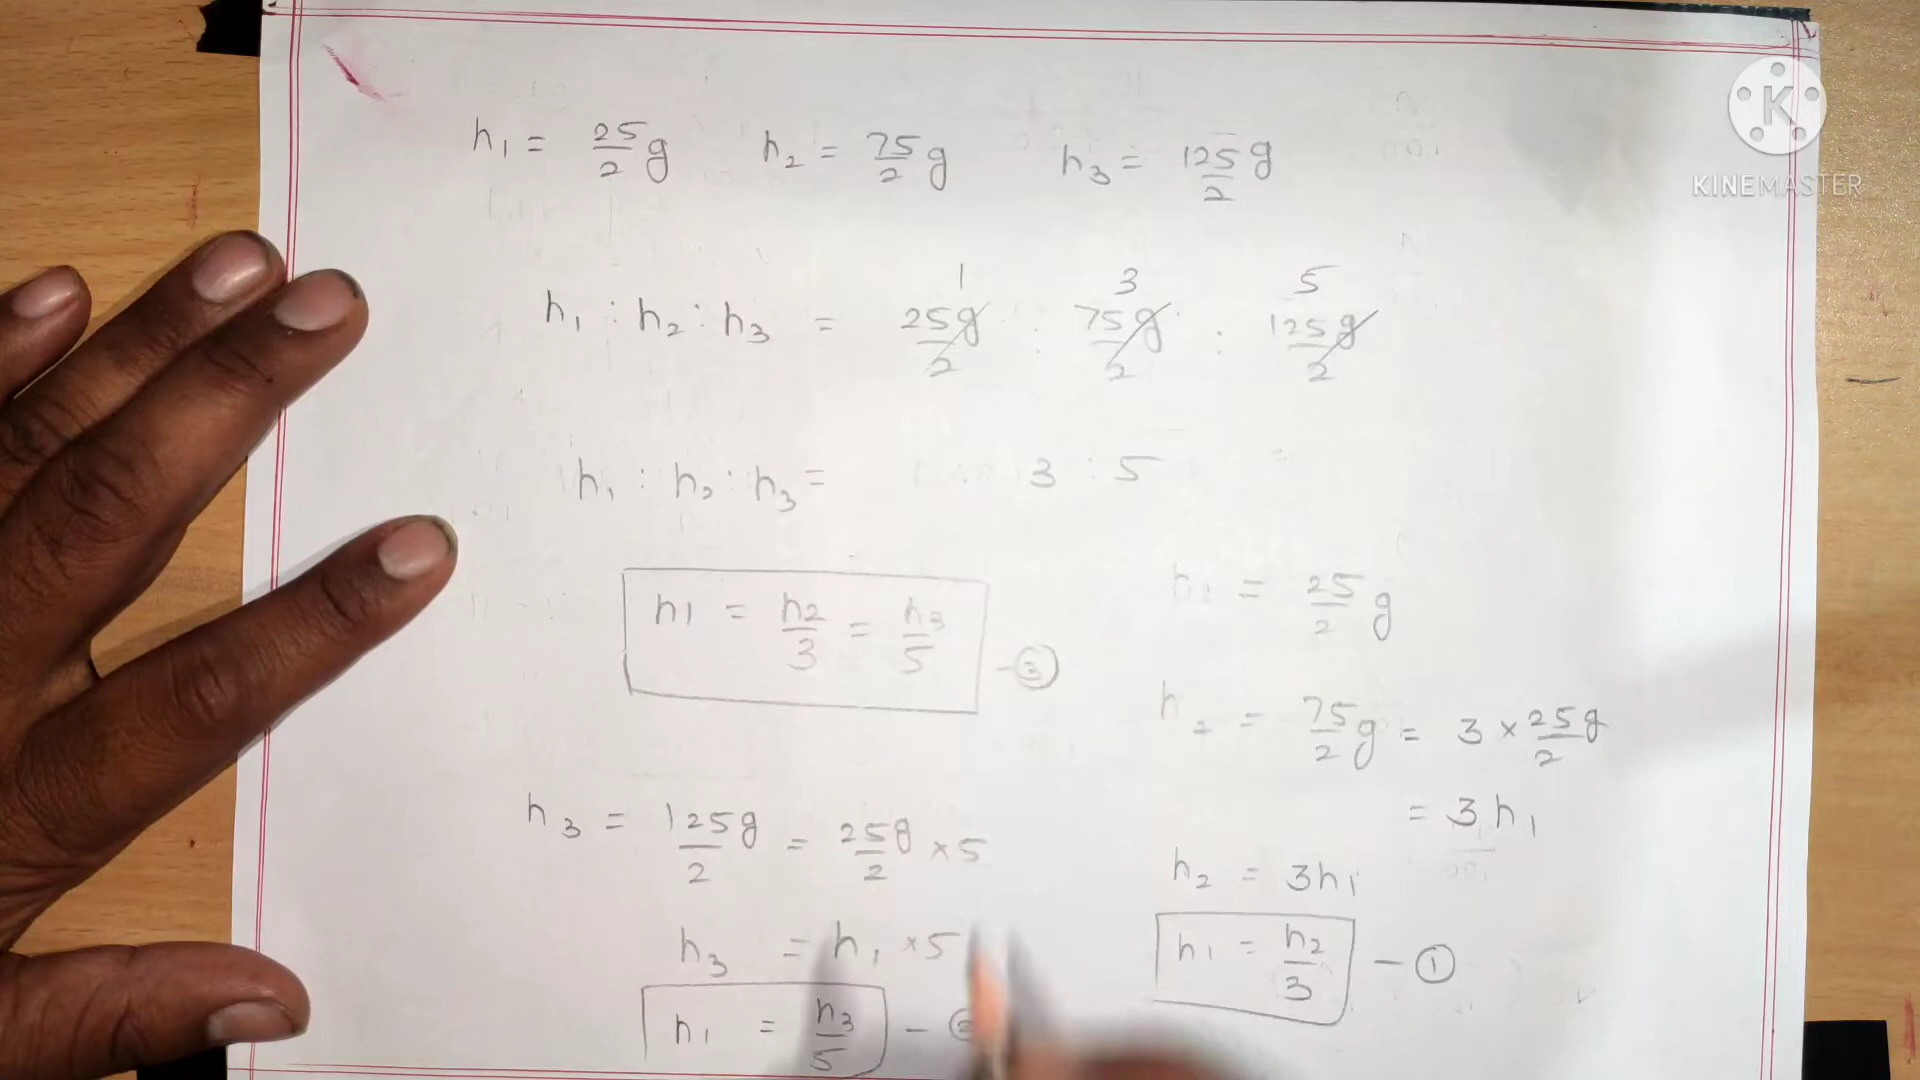 h₁ = 25/2 g h₂ = 75/2 g h₃ = 125/2 g
KINEMASTER
1 3 5
h₁ : h₂ : h₃ = 25g/2 : 75g/2 : 125g/2
h₁ : h₂ : h₃ = 3 : 5
h1 = h2/3 = h3/5 - ③
h₁ = 25/2 g
h₂ = 75/2 g = 3 × 25g/2
= 3h₁
h₂ = 3h₁
h1 = h2/3 - ①
h₃ = 125g/2 = 25g/2 × 5
h₃ = h₁ × 5
h1 = h3/5 -